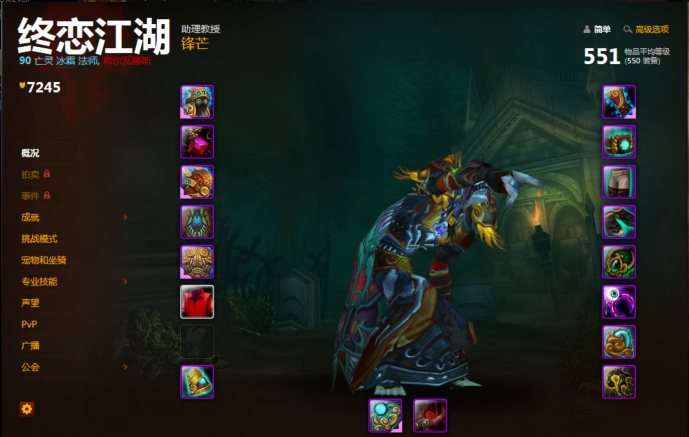 终恋江湖
助理教授
锋芒
90 亡灵 冰霜 法师, 希尔瓦娜斯
7245
简单
高级选项
551 物品平均等级
(550 装备)
概况
拍卖
事件
成就
挑战模式
宠物和坐骑
专业技能
声望
PvP
广播
公会